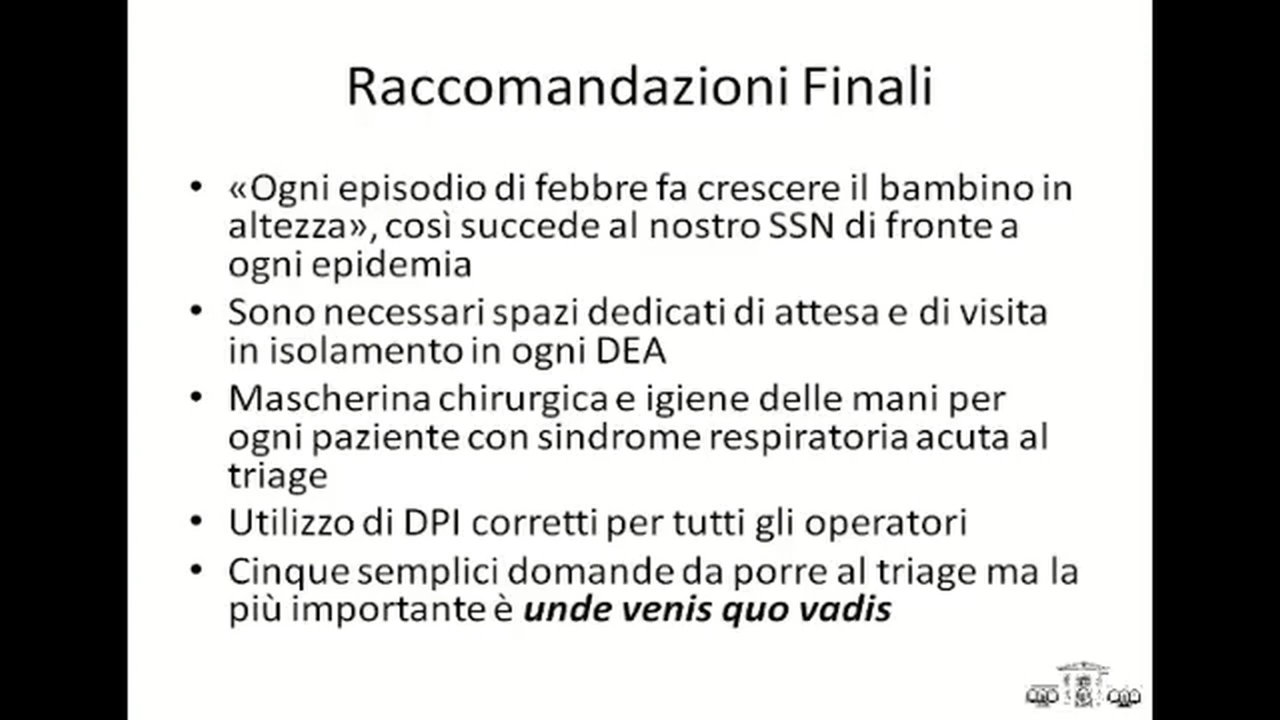 Raccomandazioni Finali
• «Ogni episodio di febbre fa crescere il bambino in
altezza», così succede al nostro SSN di fronte a
ogni epidemia
• Sono necessari spazi dedicati di attesa e di visita
in isolamento in ogni DEA
• Mascherina chirurgica e igiene delle mani per
ogni paziente con sindrome respiratoria acuta al
triage
• Utilizzo di DPI corretti per tutti gli operatori
• Cinque semplici domande da porre al triage ma la
più importante è unde venis quo vadis